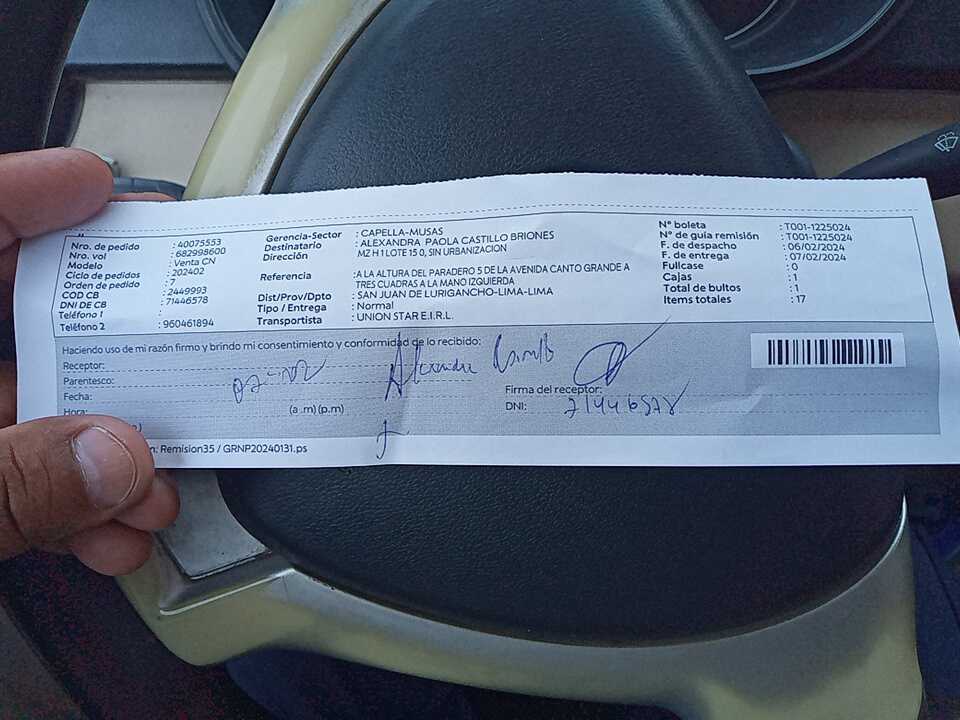 Nro. de pedido : 40075553
Nro. vol : 682998600
Modelo : Venta CN
Ciclo de pedidos : 202402
Orden de pedido : 7
COD CB : 2449993
DNI DE CB : 71446578
Teléfono 1 :
Teléfono 2 : 960461894
Gerencia-Sector : CAPELLA-MUSAS
Destinatario : ALEXANDRA PAOLA CASTILLO BRIONES
Dirección MZ H 1 LOTE 15 0, SIN URBANIZACION
Referencia : A LA ALTURA DEL PARADERO 5 DE LA AVENIDA CANTO GRANDE A
TRES CUADRAS A LA MANO IZQUIERDA
Dist/Prov/Dpto : SAN JUAN DE LURIGANCHO-LIMA-LIMA
Tipo / Entrega : Normal
Transportista : UNION STAR E.I.R.L.
N° boleta : T001-1225024
N° de guía remisión : T001-1225024
F. de despacho : 06/02/2024
F. de entrega : 07/02/2024
Fullcase : 0
Cajas : 1
Total de bultos : 1
Items totales : 17
Haciendo uso de mi razón firmo y brindo mi consentimiento y conformidad de lo recibido:
Receptor:
Parentesco:
Fecha:
Hora: (a .m) (p.m)
Firma del receptor:
DNI: 71446578
n: Remision35 / GRNP20240131.ps